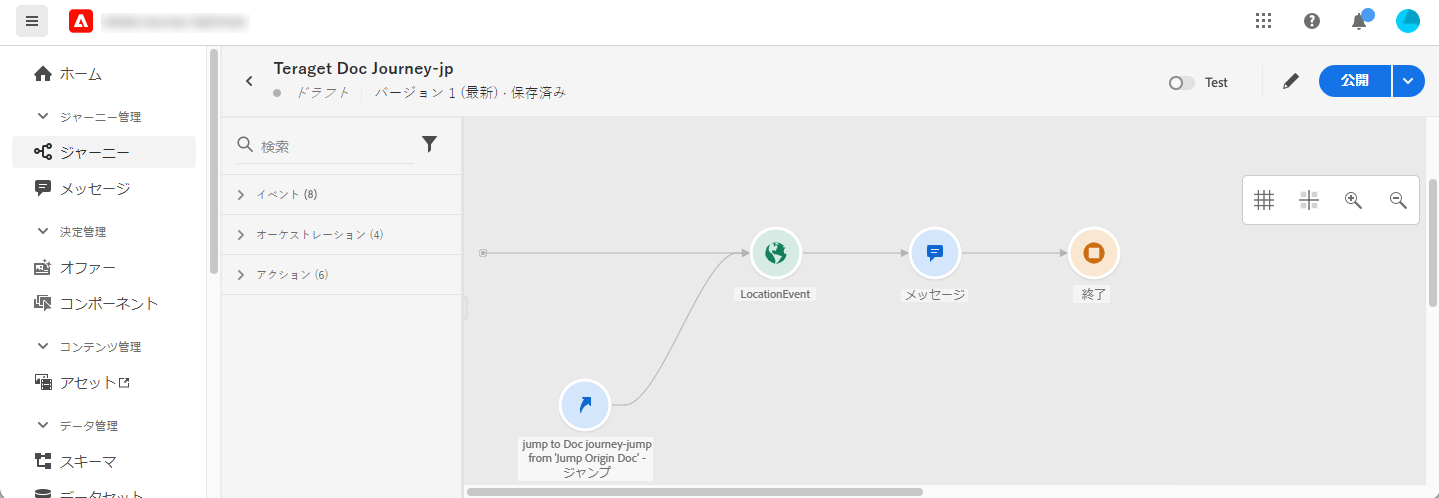 ホーム
ジャーニー管理
ジャーニー
メッセージ
決定管理
オファー
コンポーネント
コンテンツ管理
アセット
データ管理
スキーマ
データセット
Teraget Doc Journey-jp
ドラフト バージョン 1 (最新) · 保存済み
Test
公開
検索
イベント (8)
オーケストレーション (4)
アクション (6)
LocationEvent
メッセージ
終了
jump to Doc journey-jump
from 'Jump Origin Doc' -
ジャンプ